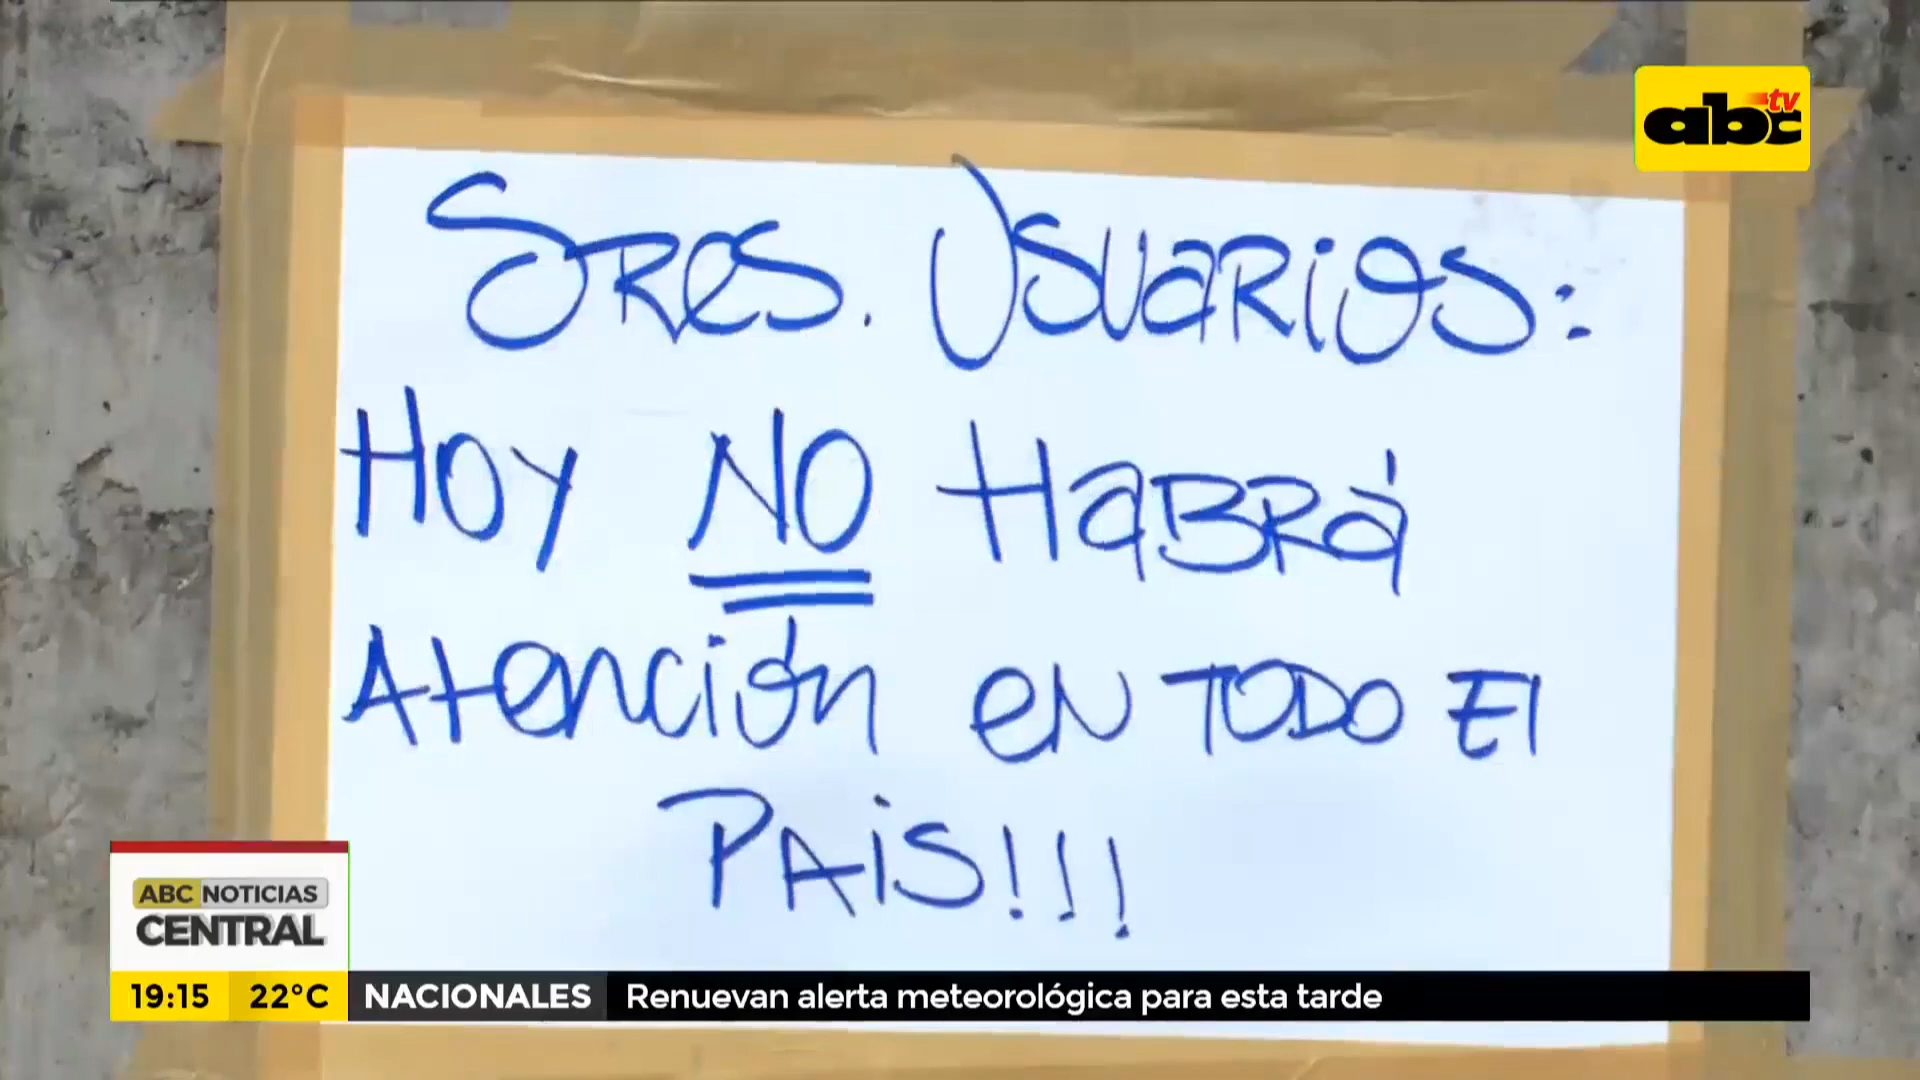 abc tv
SRes. UsuaRios:
HOY NO HaBRá
Atención eN TODO El
PAiS!!!
ABC NOTICIAS
CENTRAL
19:15 22°C NACIONALES Renuevan alerta meteorológica para esta tarde